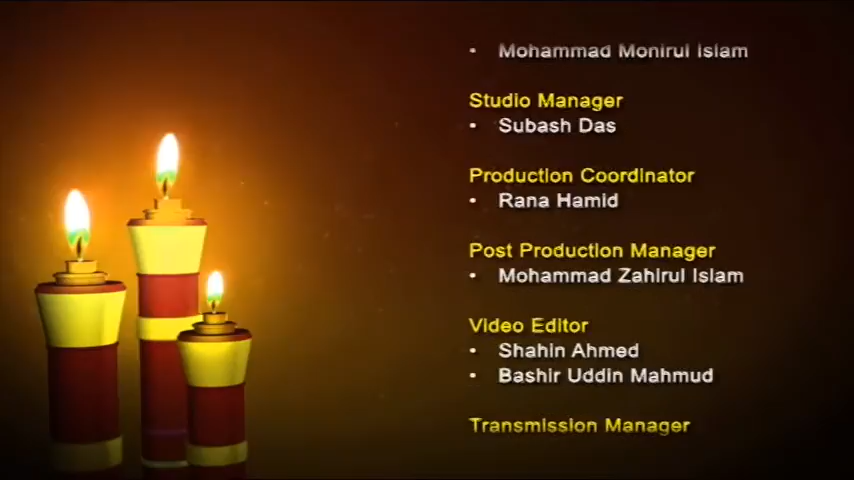 • Mohammad Monirul Islam
Studio Manager
• Subash Das
Production Coordinator
• Rana Hamid
Post Production Manager
• Mohammad Zahirul Islam
Video Editor
• Shahin Ahmed
• Bashir Uddin Mahmud
Transmission Manager